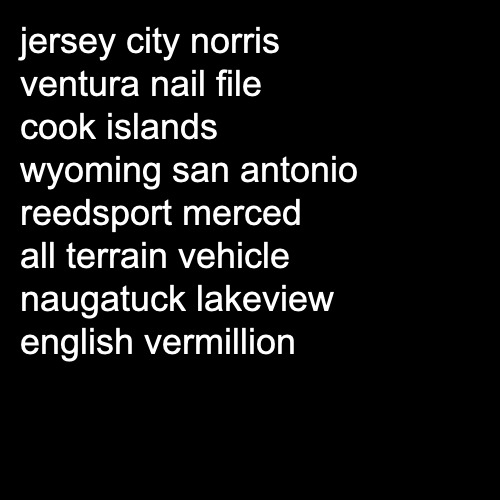 jersey city norris
ventura nail file
cook islands
wyoming san antonio
reedsport merced
all terrain vehicle
naugatuck lakeview
english vermillion